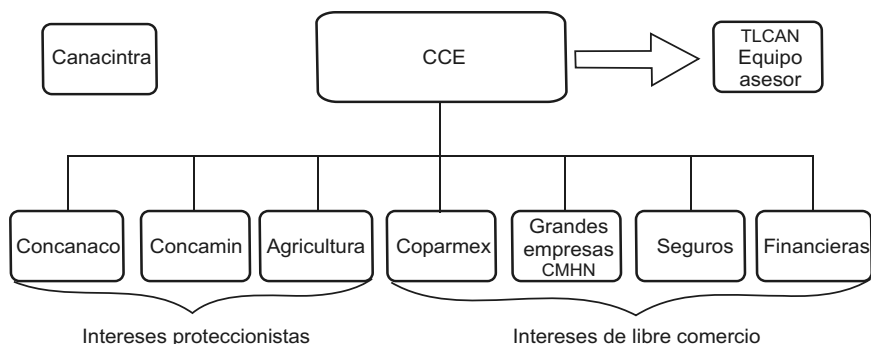 Canacintra
CCE
TLCAN
Equipo
asesor
Concanaco
Concamin
Agricultura
Coparmex
Grandes
empresas
CMHN
Seguros
Financieras
Intereses proteccionistas
Intereses de libre comercio